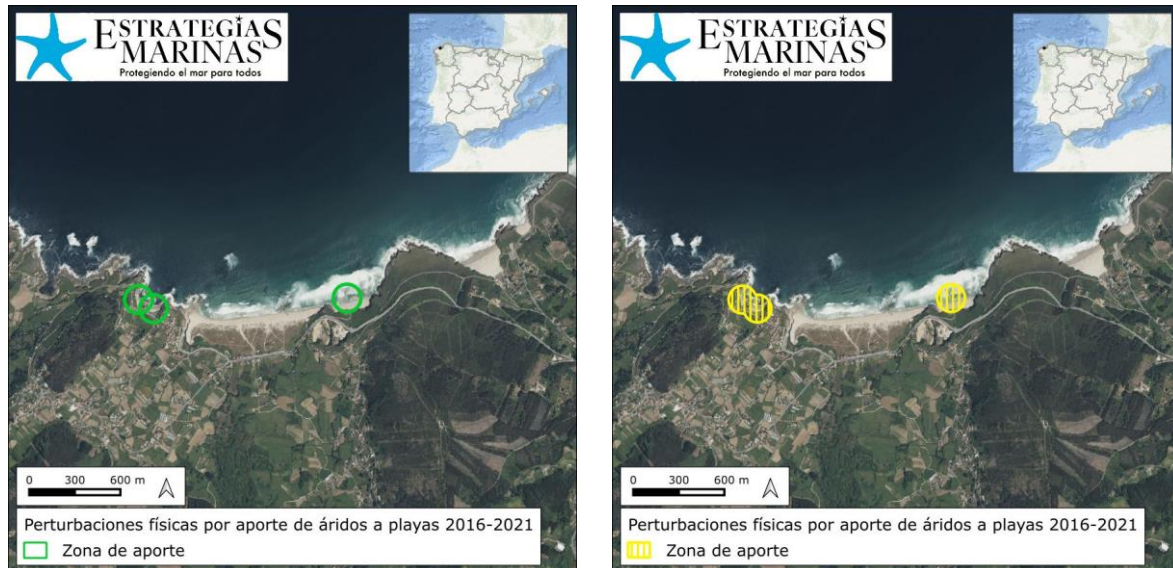 ESTRATEGIAS
MARINAS
Protegiendo el mar para todos
0 300 600 m
Perturbaciones físicas por aporte de áridos a playas 2016-2021
Zona de aporte
ESTRATEGIAS
MARINAS
Protegiendo el mar para todos
0 300 600 m
Perturbaciones físicas por aporte de áridos a playas 2016-2021
Zona de aporte